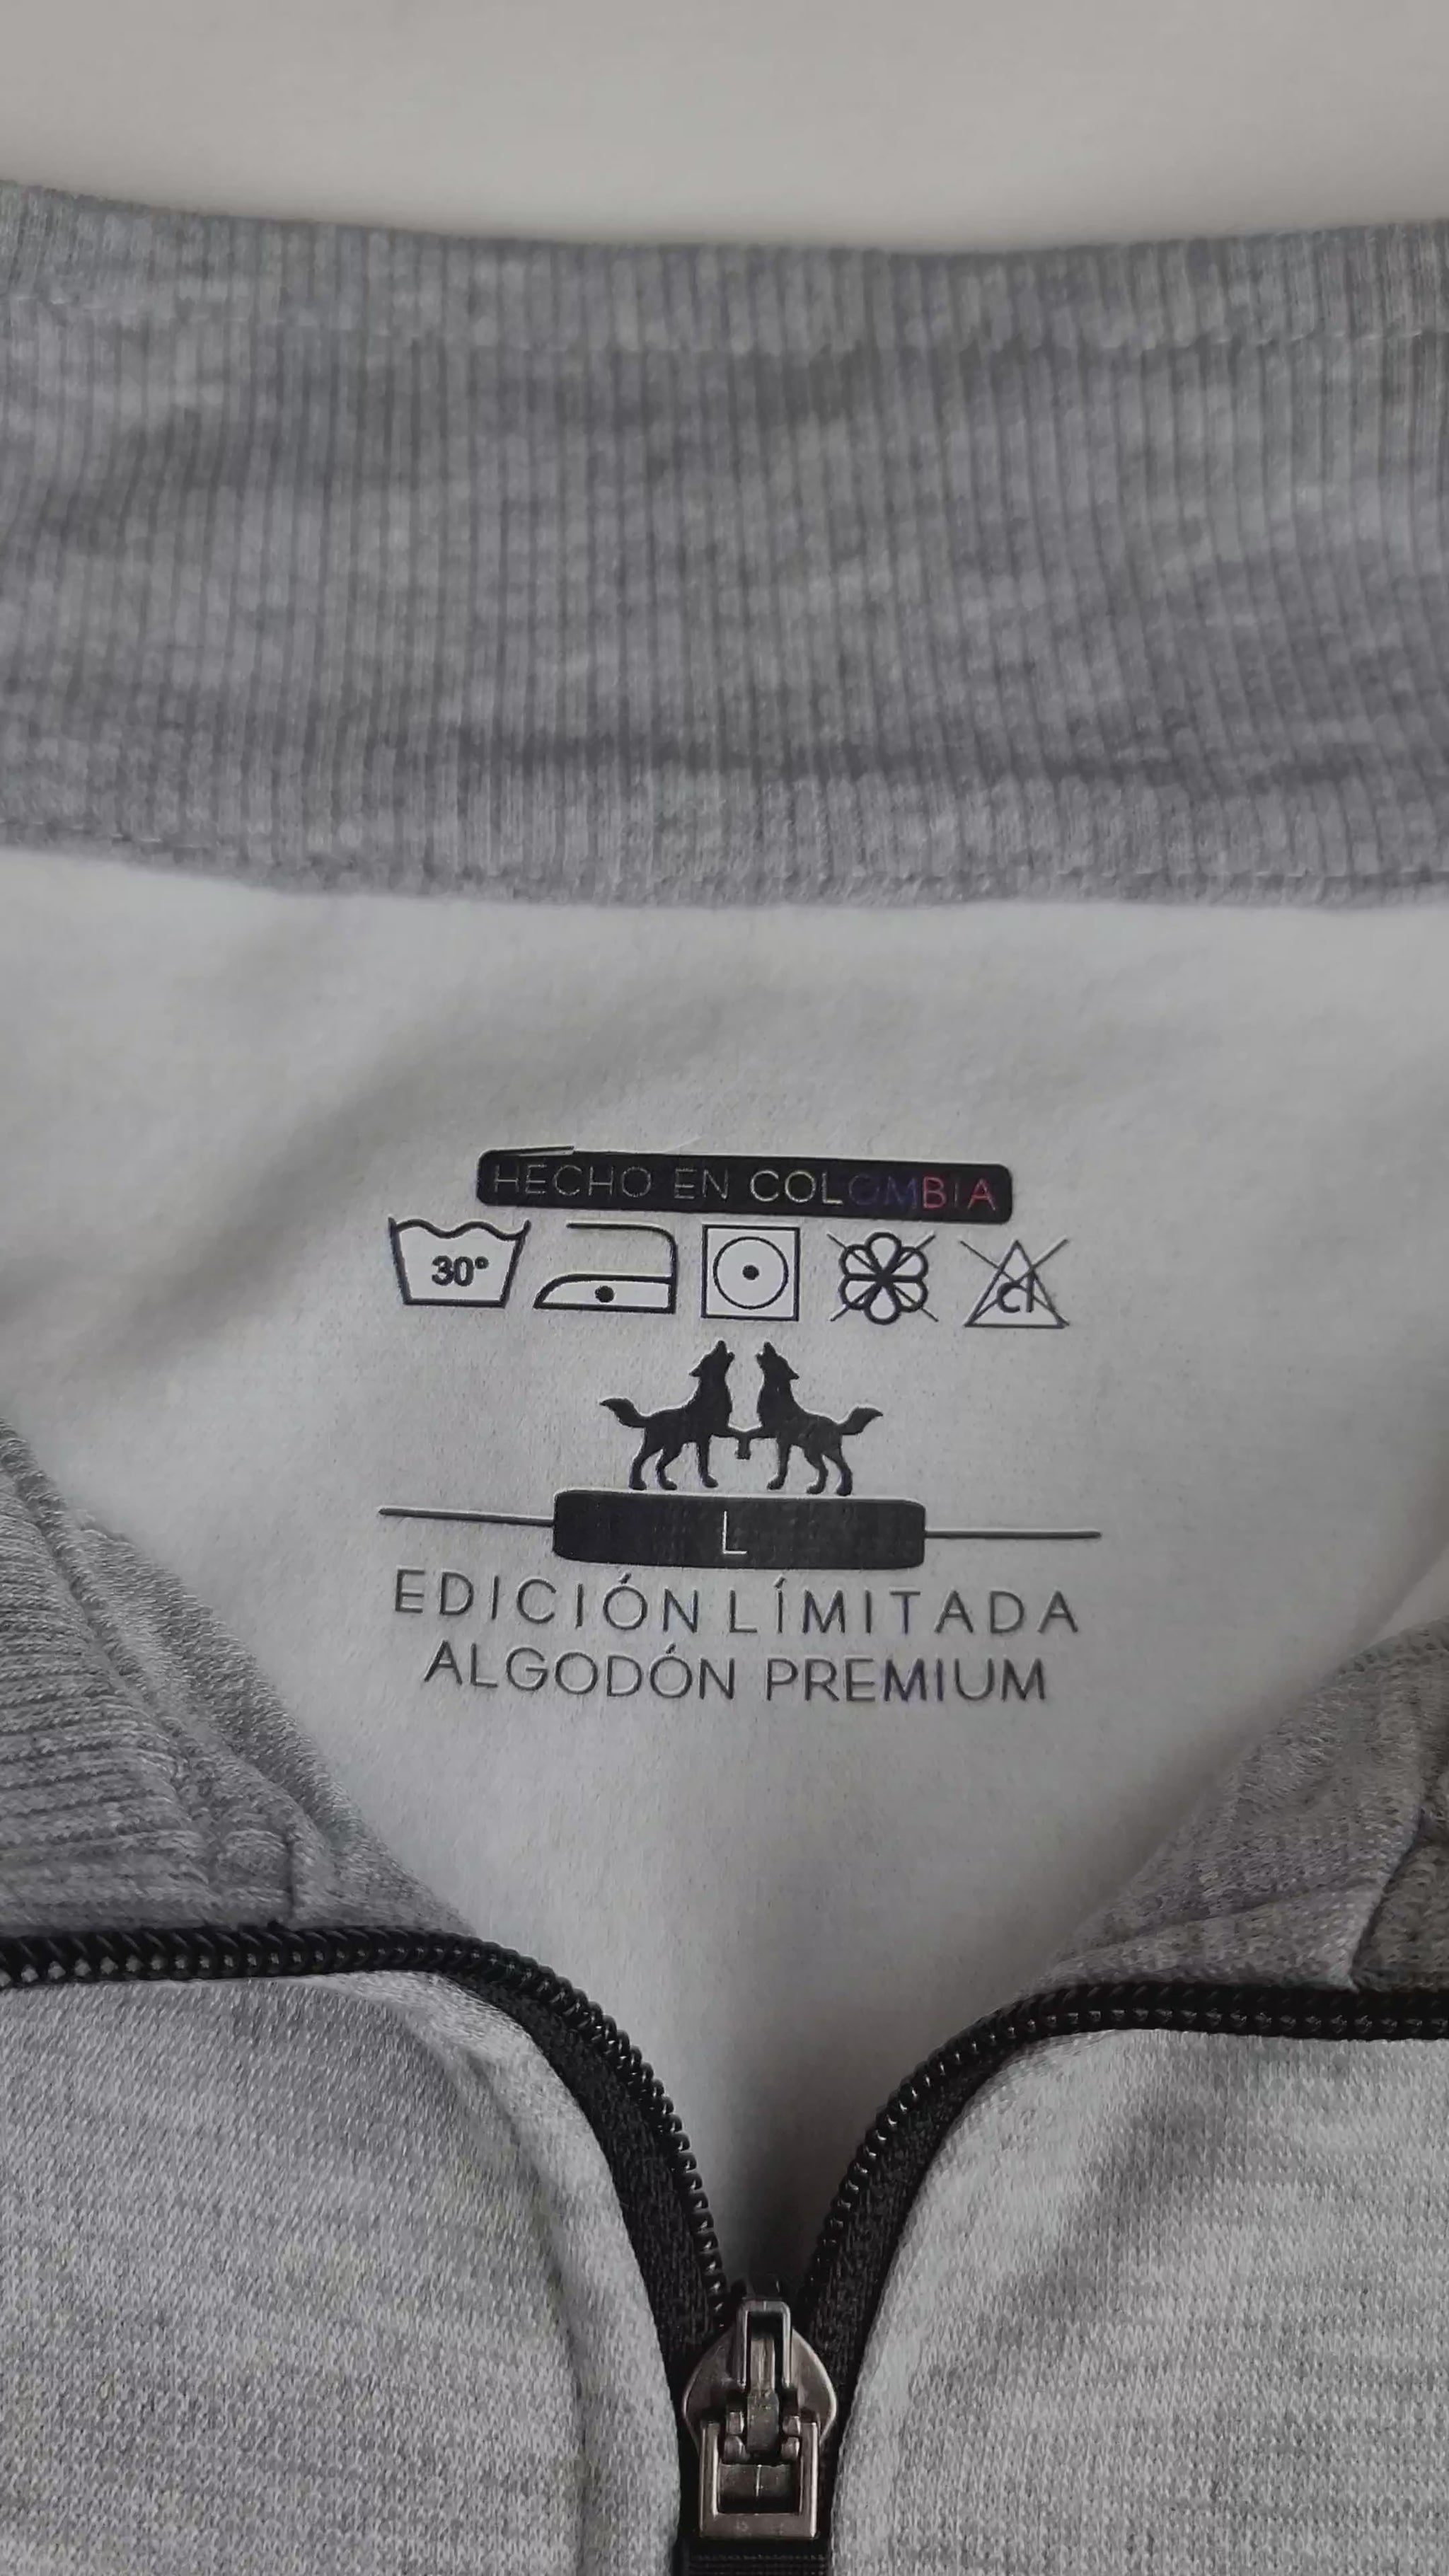 HECHO EN COLOMBIA
30°
cl
L
EDICIÓN LÍMITADA
ALGODÓN PREMIUM